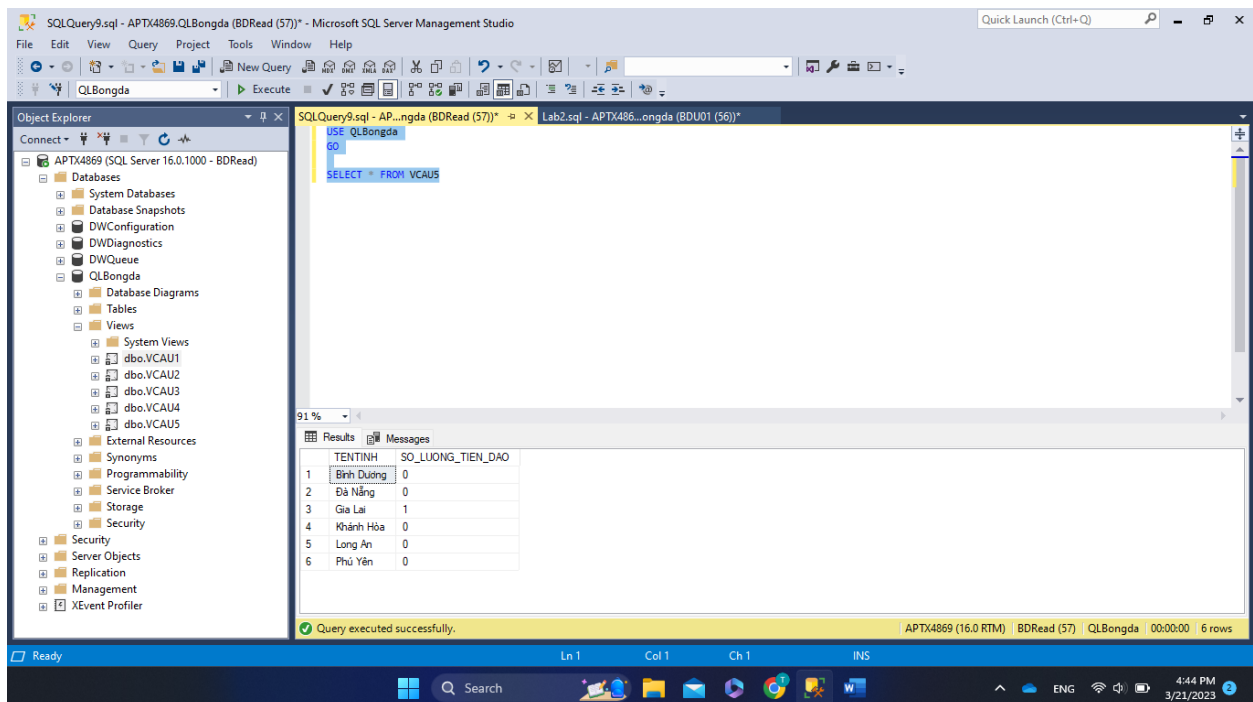 SQLQuery9.sql - APTX4869.QLBongda (BDRead (57))* - Microsoft SQL Server Management Studio
Quick Launch (Ctrl+Q)
File Edit View Query Project Tools Window Help
New Query
QLBongda Execute
Object Explorer
SQLQuery9.sql - AP...ngda (BDRead (57))* Lab2.sql - APTX486...ongda (BDU01 (56))*
Connect
APTX4869 (SQL Server 16.0.1000 - BDRead)
Databases
System Databases
Database Snapshots
DWConfiguration
DWDiagnostics
DWQueue
QLBongda
Database Diagrams
Tables
Views
System Views
dbo.VCAU1
dbo.VCAU2
dbo.VCAU3
dbo.VCAU4
dbo.VCAU5
External Resources
Synonyms
Programmability
Service Broker
Storage
Security
Security
Server Objects
Replication
Management
XEvent Profiler
USE QLBongda
GO
SELECT * FROM VCAU5
91 %
Results Messages
TENTINH SO_LUONG_TIEN_DAO
1 Bình Dương 0
2 Đà Nẵng 0
3 Gia Lai 1
4 Khánh Hòa 0
5 Long An 0
6 Phú Yên 0
Query executed successfully. APTX4869 (16.0 RTM) BDRead (57) QLBongda 00:00:00 6 rows
Ready Ln 1 Col 1 Ch 1 INS
Search ENG 4:44 PM 2
3/21/2023